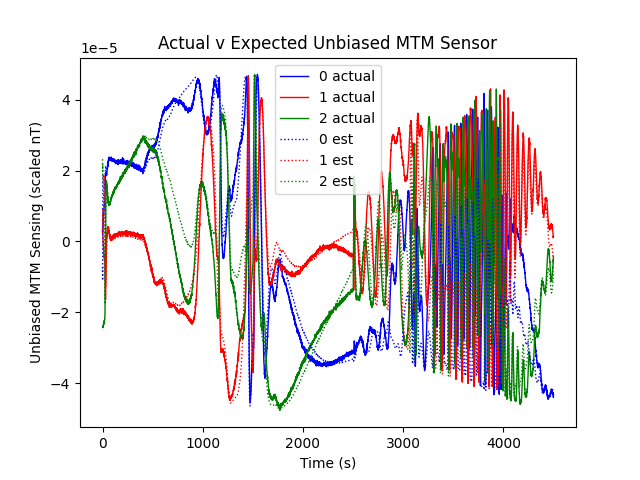 Actual v Expected Unbiased MTM Sensor
1e−5
0 actual
1 actual
2 actual
0 est
1 est
2 est
4
2
0
−2
−4
Unbiased MTM Sensing (scaled nT)
0 1000 2000 3000 4000
Time (s)